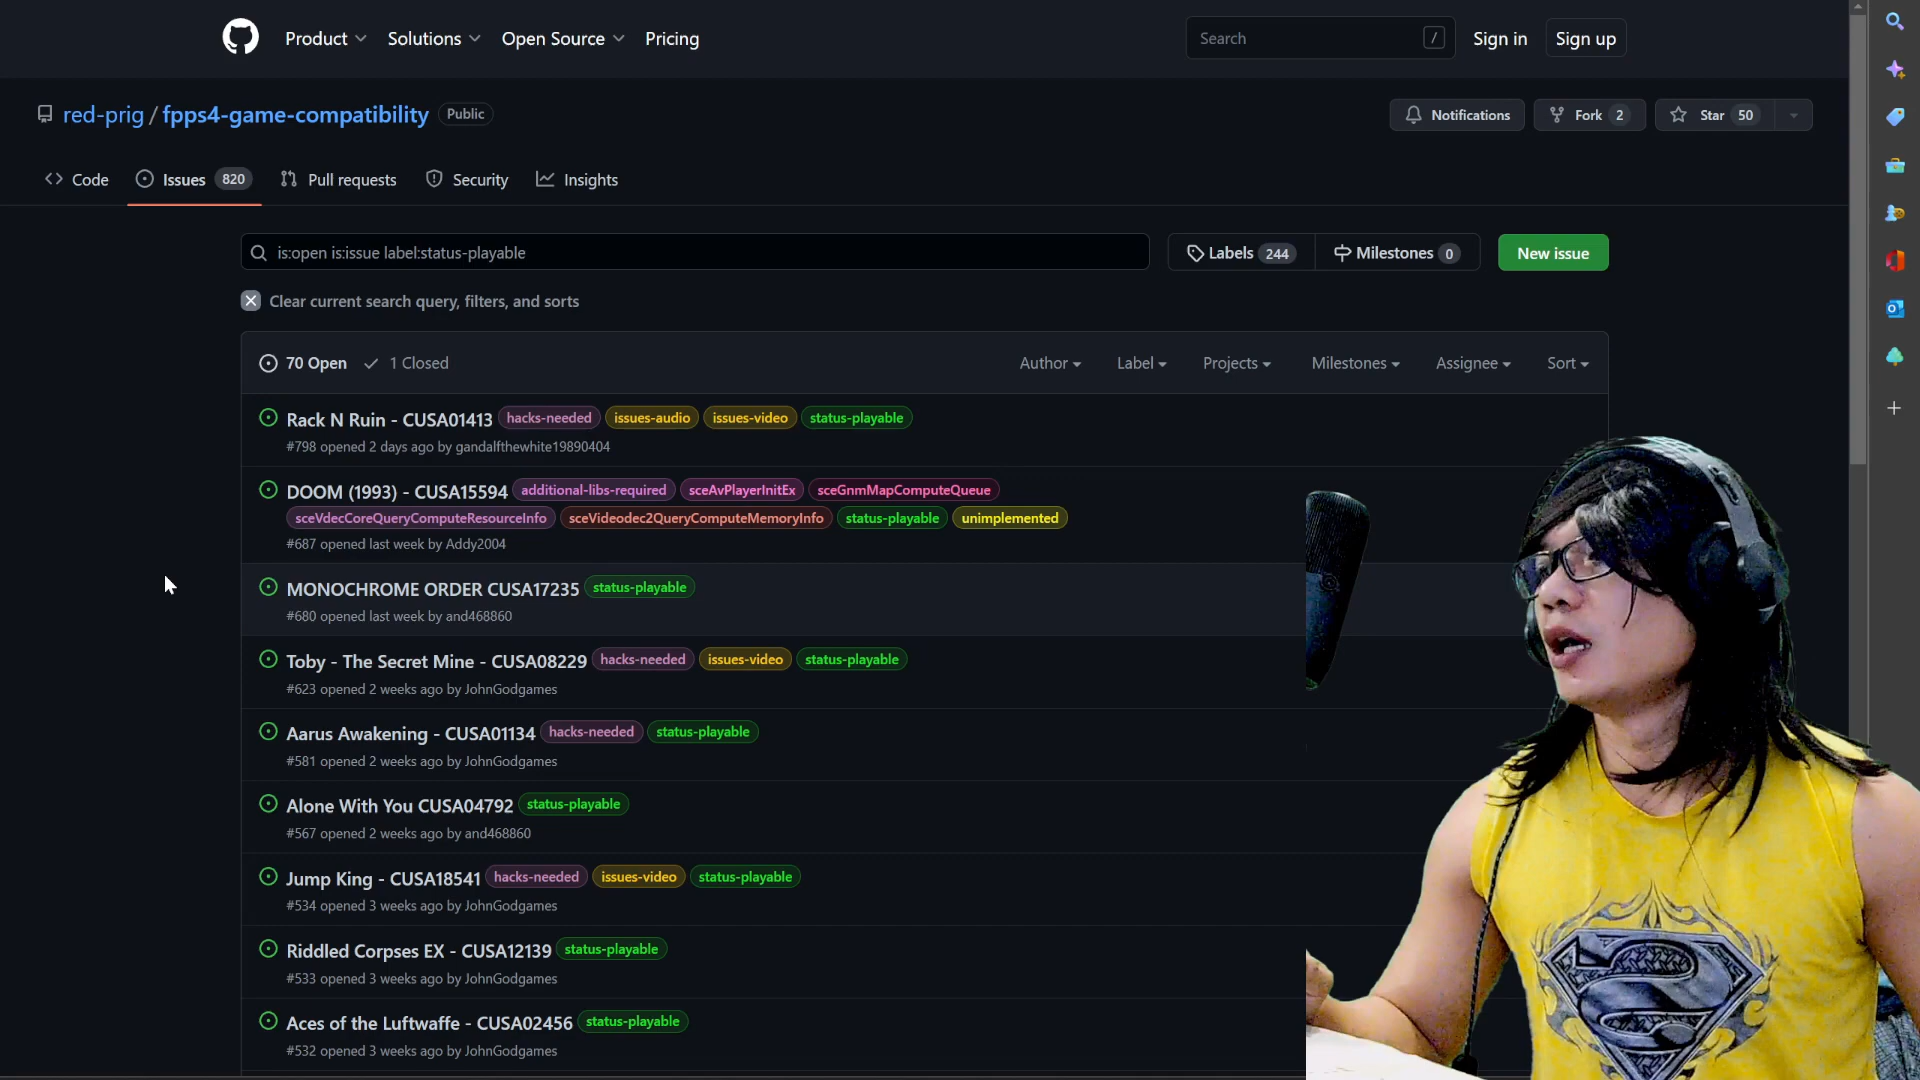 Product Solutions Open Source Pricing Search / Sign in Sign up
red-prig / fpps4-game-compatibility Public Notifications Fork 2 Star 50
Code Issues 820 Pull requests Security Insights
is:open is:issue label:status-playable Labels 244 Milestones 0 New issue
Clear current search query, filters, and sorts
70 Open 1 Closed Author Label Projects Milestones Assignee Sort
Rack N Ruin - CUSA01413 hacks-needed issues-audio issues-video status-playable
#798 opened 2 days ago by gandalfthewhite19890404
DOOM (1993) - CUSA15594 additional-libs-required sceAvPlayerInitEx sceGnmMapComputeQueue
sceVdecCoreQueryComputeResourceInfo sceVideodec2QueryComputeMemoryInfo status-playable unimplemented
#687 opened last week by Addy2004
MONOCHROME ORDER CUSA17235 status-playable
#680 opened last week by and468860
Toby - The Secret Mine - CUSA08229 hacks-needed issues-video status-playable
#623 opened 2 weeks ago by JohnGodgames
Aarus Awakening - CUSA01134 hacks-needed status-playable
#581 opened 2 weeks ago by JohnGodgames
Alone With You CUSA04792 status-playable
#567 opened 2 weeks ago by and468860
Jump King - CUSA18541 hacks-needed issues-video status-playable
#534 opened 3 weeks ago by JohnGodgames
Riddled Corpses EX - CUSA12139 status-playable
#533 opened 3 weeks ago by JohnGodgames
Aces of the Luftwaffe - CUSA02456 status-playable
#532 opened 3 weeks ago by JohnGodgames